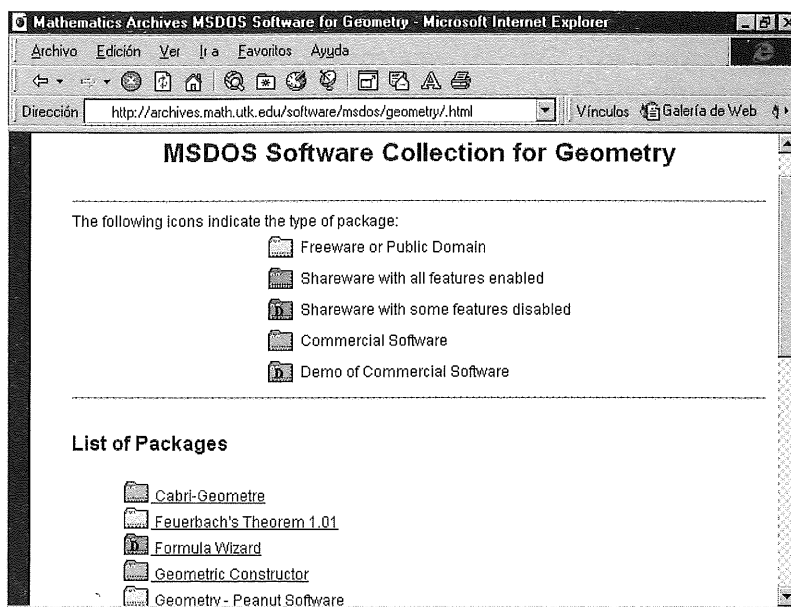 Mathematics Archives MSDOS Software for Geometry - Microsoft Internet Explorer
Archivo Edición Ver Ir a Favoritos Ayuda
Dirección http://archives.math.utk.edu/software/msdos/geometry/.html Vínculos Galería de Web
MSDOS Software Collection for Geometry
The following icons indicate the type of package:
Freeware or Public Domain
Shareware with all features enabled
D Shareware with some features disabled
Commercial Software
D Demo of Commercial Software
List of Packages
Cabri-Geometre
Feuerbach's Theorem 1.01
D Formula Wizard
Geometric Constructor
Geometry - Peanut Software